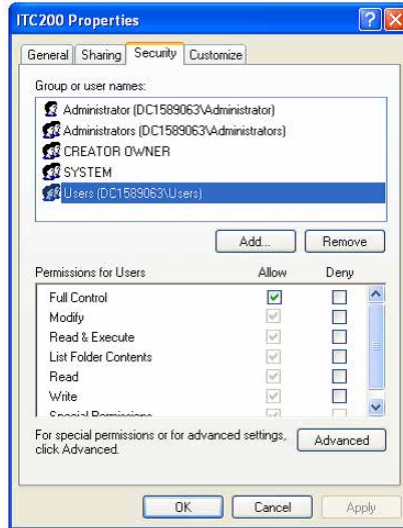 ITC200 Properties
General Sharing Security Customize
Group or user names:
Administrator (DC1589063\Administrator)
Administrators (DC1589063\Administrators)
CREATOR OWNER
SYSTEM
Users (DC1589063\Users)
Add... Remove
Permissions for Users Allow Deny
Full Control
Modify
Read & Execute
List Folder Contents
Read
Write
Special Permissions
For special permissions or for advanced settings,
click Advanced.
Advanced
OK Cancel Apply